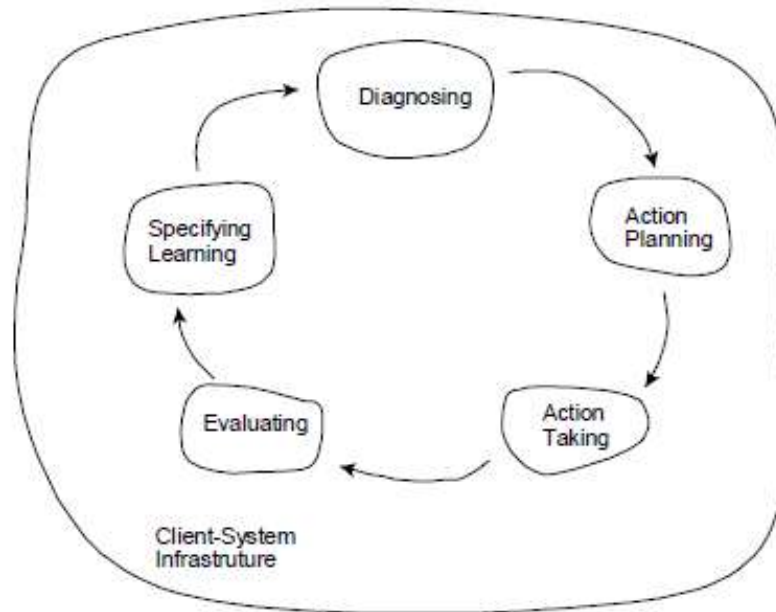 Diagnosing
Action
Planning
Action
Taking
Evaluating
Specifying
Learning
Client-System
Infrastruture